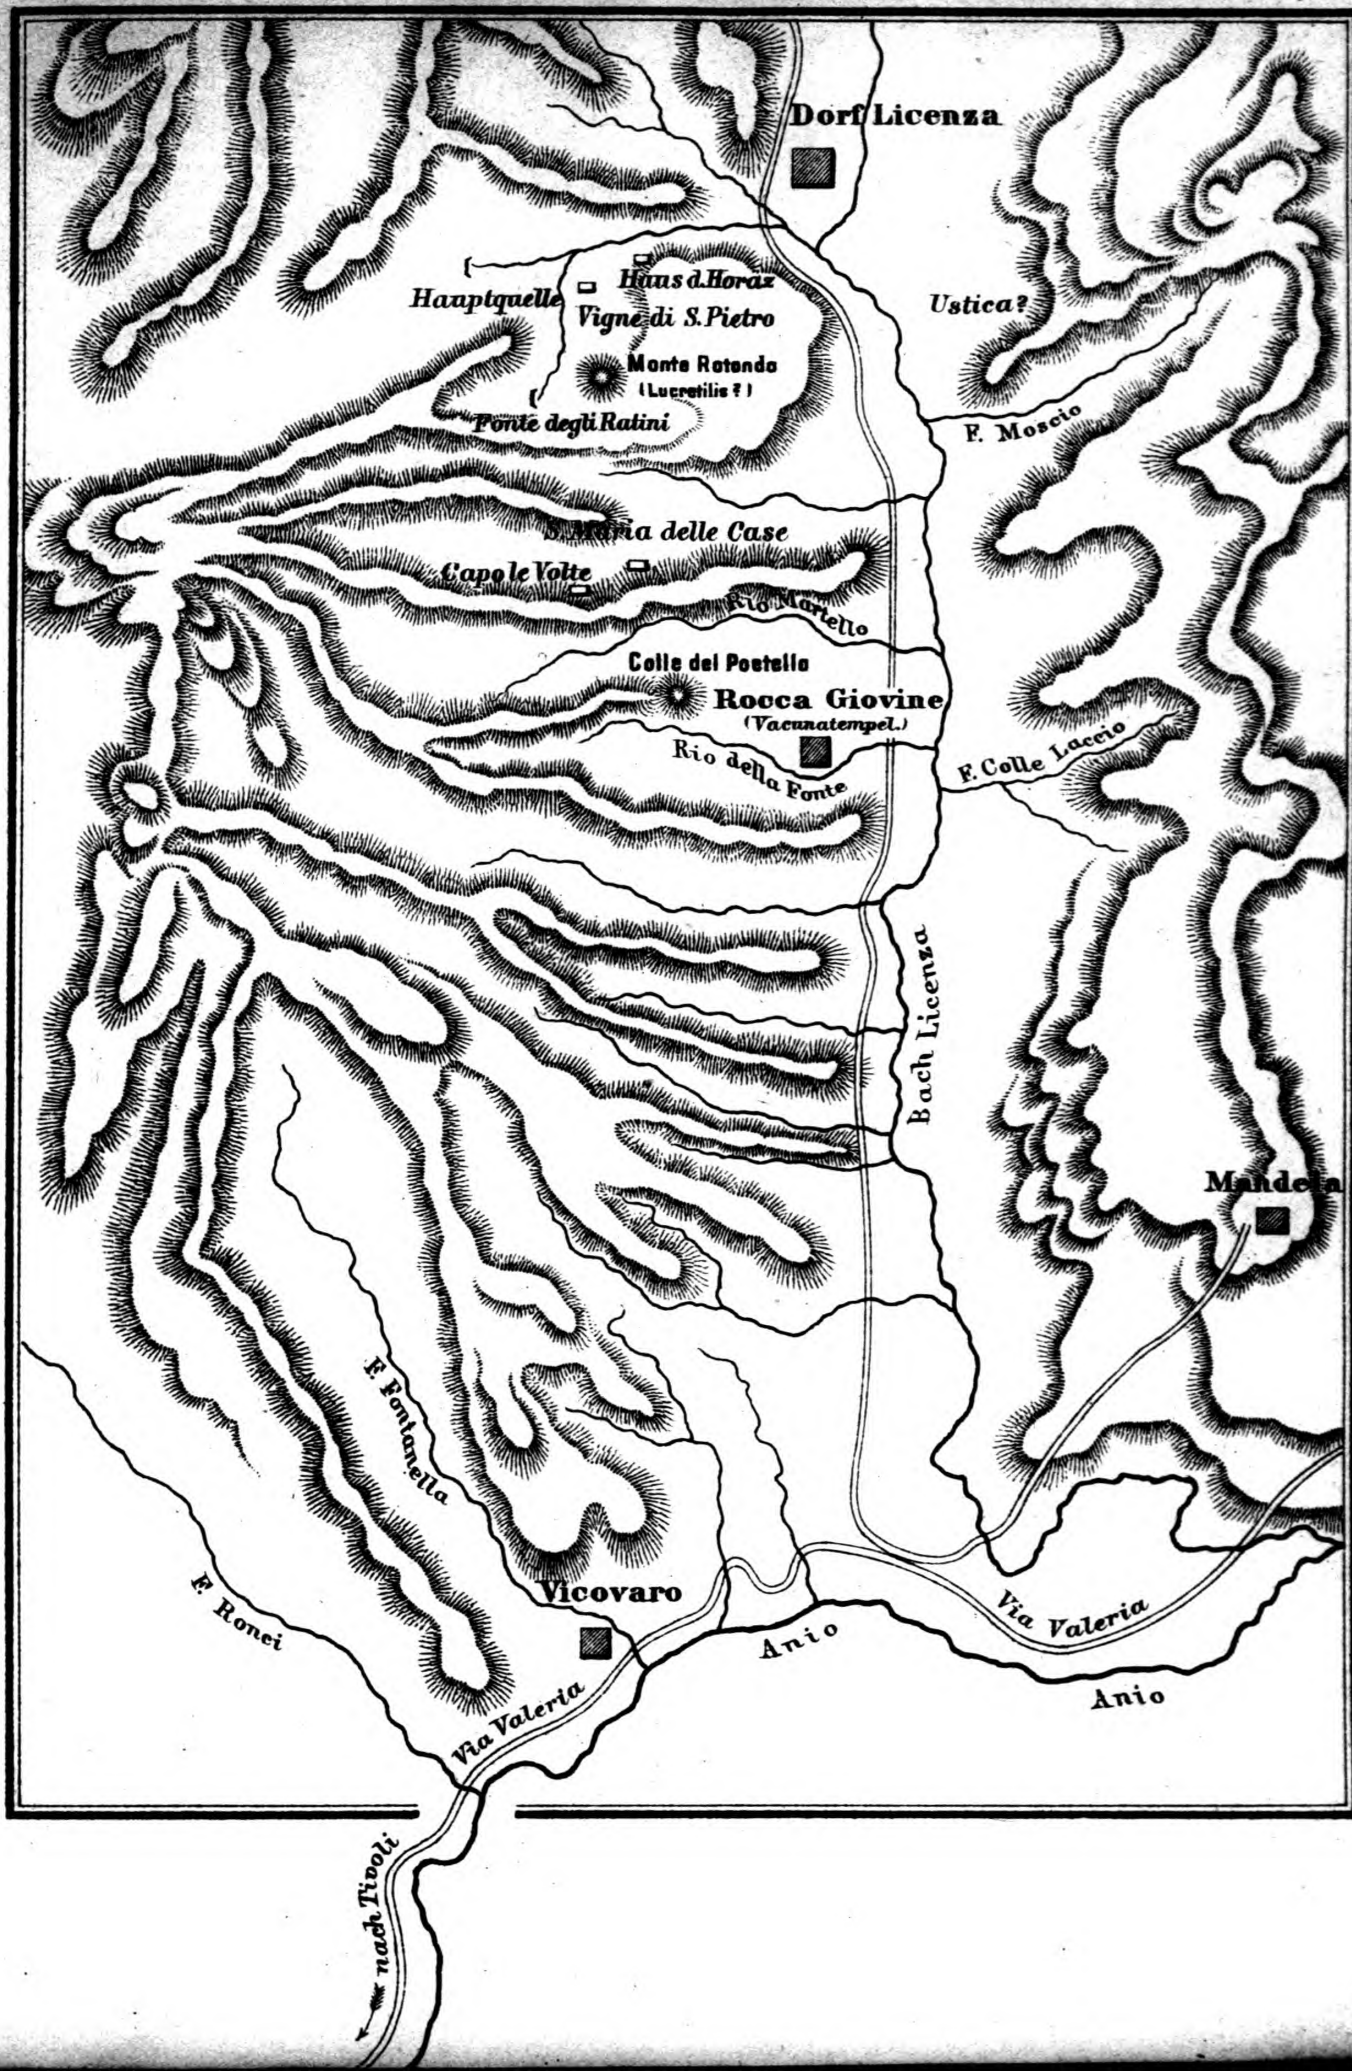 Dorf Licenza
Haus d. Horaz
Hauptquelle
Vigne di S. Pietro
Ustica?
Monte Rotondo
(Lucretilis?)
Fonte degli Ratini
F. Moscio
S. Maria delle Case
Capo le Volte
Rio Martello
Colle del Poetello
Rocca Giovine
(Vacunatempel.)
Rio della Fonte
F. Colle Laccio
Bach Licenza
Mandela
F. Fontanella
F. Ronci
Vicovaro
Via Valeria
Anio
Via Valeria
Anio
nach Tivoli